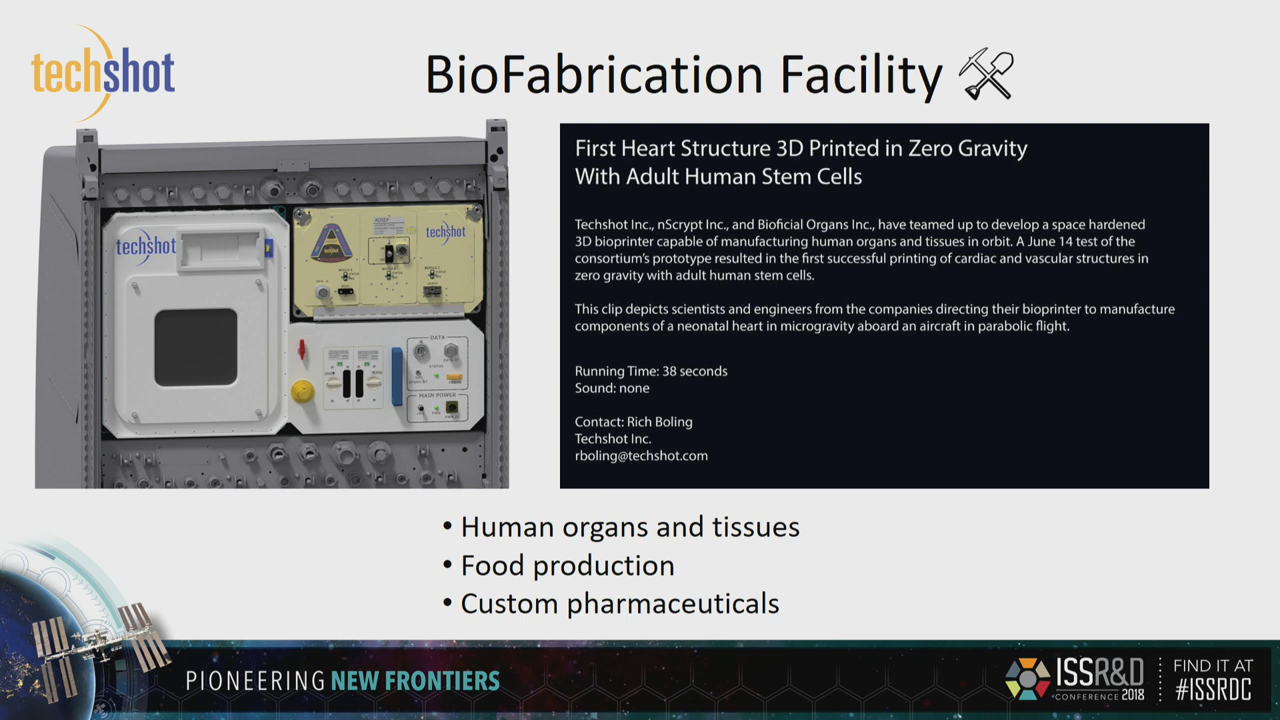 techshot
BioFabrication Facility
techshot
techshot
DATA
MAIN POWER
First Heart Structure 3D Printed in Zero Gravity
With Adult Human Stem Cells
Techshot Inc., nScrypt Inc., and Bioficial Organs Inc., have teamed up to develop a space hardened
3D bioprinter capable of manufacturing human organs and tissues in orbit. A June 14 test of the
consortium's prototype resulted in the first successful printing of cardiac and vascular structures in
zero gravity with adult human stem cells.
This clip depicts scientists and engineers from the companies directing their bioprinter to manufacture
components of a neonatal heart in microgravity aboard an aircraft in parabolic flight.
Running Time: 38 seconds
Sound: none
Contact: Rich Boling
Techshot Inc.
rboling@techshot.com
• Human organs and tissues
• Food production
• Custom pharmaceuticals
PIONEERING NEW FRONTIERS
ISSR&D
CONFERENCE 2018
FIND IT AT
#ISSRDC